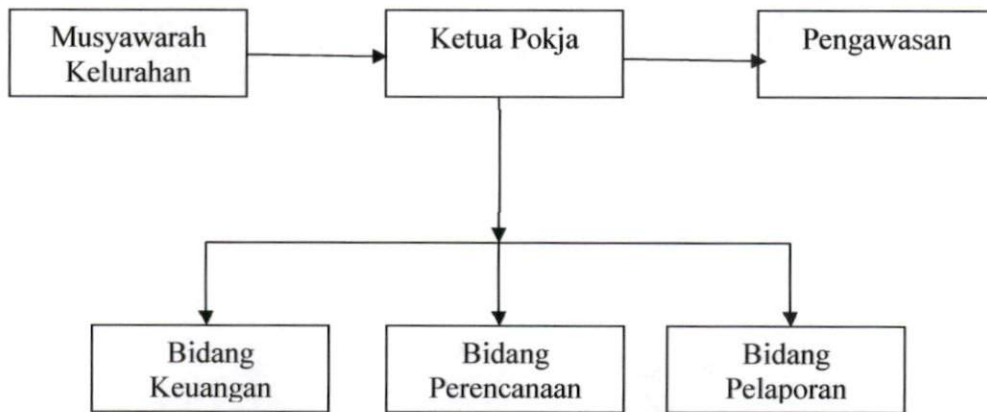 Musyawarah
Kelurahan
Ketua Pokja
Pengawasan
Bidang
Keuangan
Bidang
Perencanaan
Bidang
Pelaporan